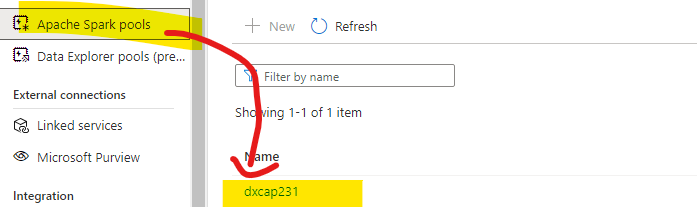 Apache Spark pools
Data Explorer pools (pre...
External connections
Linked services
Microsoft Purview
Integration
New
Refresh
Filter by name
Showing 1-1 of 1 item
Name
dxcap231